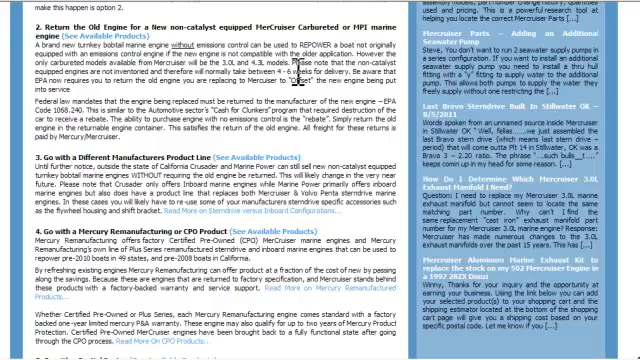 make this happen is option 2.
2. Return the Old Engine for a New non-catalyst equipped MerCruiser Carbureted or MPI marine
engine (See Available Products)
A brand new turnkey bobtail marine engine without emissions control can be used to REPOWER a boat not originally
equipped with an emissions control engine if the new engine is not compatible with the older application. However the
only carbureted models available from Mercruiser will be the 3.0L and 4.3L models. Please note that the non-catalyst
equipped engines are not inventoried and therefore will normally take between 4 - 6 weeks for delivery. Be aware that
EPA now requires you to return the engine you are replacing to Mercuiser to "Offset" the new engine being put
into service
Federal law mandates that the engine being replaced must be returned to the manufacturer of the new engine – EPA
Code 1068.240. This is similar to the Automotive Sector's "Cash for Clunkers" program that required destruction of the
car to receive a rebate. The ability to purchase engine with no emissions control is the "rebate". Simply return the old
engine in the returnable engine container. This satisfies the return of the old engine. All freight for these returns is
paid by Mercury/Mercruiser.
3. Go with a Different Manufacturers Product Line (See Available Products)
Until further notice, outside the state of California Crusader and Marine Power can still sell new non-catalyst equipped,
turnkey bobtail marine engines WITHOUT requiring the old engine be returned. This will likely change in the very near
future. Please note that Crusader only offers Inboard marine engines while Marine Power primarily offers inboard
marine engines but also does have a product line that replaces both Mercruiser & Volvo Penta sterndrive marine
engines. In these cases you will likely have to re-use some of your manufacturers sterndrive specific accessories such
as the flywheel housing and shift bracket. Read More on Sterndrive versus Inboard Configurations...
4. Go with a Mercury Remanufacturing or CPO Product (See Available Products)
Mercury Remanufacturing offers factory Certified Pre-Owned (CPO) MerCruiser marine engines and Mercury
Remanufacturing's own line of Plus Series remanufactured sterndrive and inboard marine engines that can be used to
repower pre-2010 boats in 49 states, and pre-2008 boats in California.
By refreshing existing engines Mercury Remanufacturing can offer product at a fraction of the cost of new by passing
along the savings. Because these are engines that are returned to factory specification, and Mercruiser stands behind
these products with a factory-backed warranty and service support. Read More on Mercury Remanufactured
Products...
Whether Certified Pre-Owned or Plus Series, each Mercury Remanufacturing engine comes standard with a factory
backed one-year limited mercury P&A warranty. These engines may also qualify for up to two years of Mercury Product
Protection. Certified Pre-Owned MerCruiser engines have been brought back to a fully functional state after going
through the CPO process. Read More On CPO Products...
used and pricing. This is a powerful research tool at
helping you locate the correct Mercruiser Parts [...]
Mercruiser Parts – Adding on Additional
Seawater Pump
Steve, You don't want to run 2 seawater supply pumps
in a series configuration. If you want to do an additional
seawater supply pump you need to install a thru hull
fitting with a "y" fitting to supply water to the additional
pump. This allows both pumps to supply the water they
freely supply without one restricting the [...]
Last Bravo Sterndrive Built In Stillwater OK –
8/5/2011
Words spoken from an unnamed source inside Mercruiser
in Stillwater OK " Well, fellas.......we just assembled the
last Bravo stern drive (which means last stern drive –
period) that will come outta Plt 14 in Stillwater, OK was a
Bravo 3 – 2.20 ratio. The phrase "....such bulls__t...."
keeps comin up in my head for some reason. [...]
How Do I Determine Which Mercruiser 3.0L
Exhaust Manifold I Need?
Question: I need to replace my Mercruiser 3.0L marine
exhaust manifold but cannot seem to locate the same
matching part number. Why can't I find the
same replacement "cast iron" exhaust manifold part
number for my Mercruiser 3.0L marine engine? Response:
Mercruiser has made numerous changes to the 3.0L
exhaust manifolds over the past 15 years. This has [...]
Mercruiser Aluminum Marine Exhaust Kit to
replace the stock on my 502 Mercruiser Engine in
a 1997 28ZX Donzi
Winny, Thanks for your inquiry and the opportunity at
earning your business. Using the link below you can add
your selected product(s) to your shopping cart and the
shipping estimator located at the bottom of the shopping
cart page will give you a shipping cost based on your
specific postal code. Let me know if you [...]